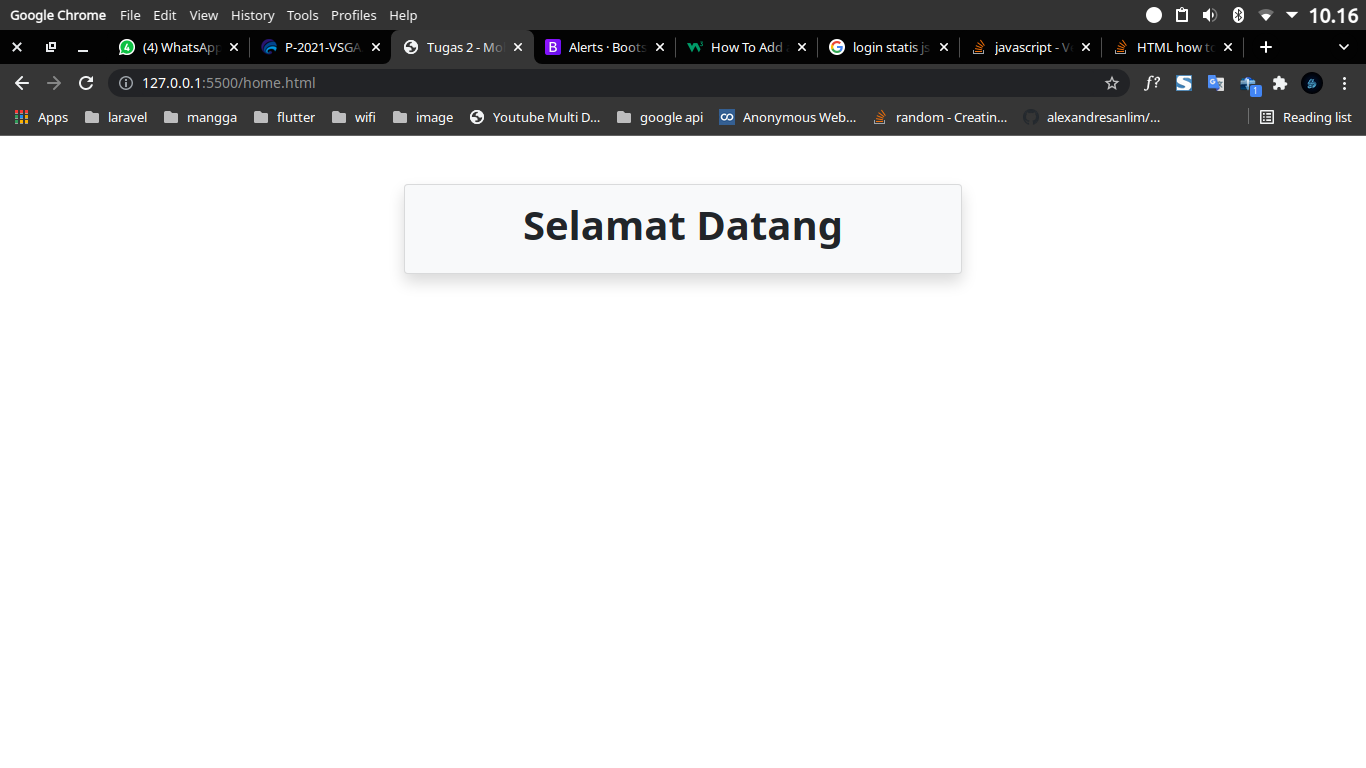 Google Chrome File Edit View History Tools Profiles Help 10.16
(4) WhatsApp P-2021-VSGA Tugas 2 - Mo Alerts · Boots How To Add login statis js javascript - HTML how to
127.0.0.1:5500/home.html ƒ? 1
Apps laravel mangga flutter wifi image Youtube Multi D... google api Anonymous Web... random - Creatin... alexandresanlim/... Reading list
Selamat Datang